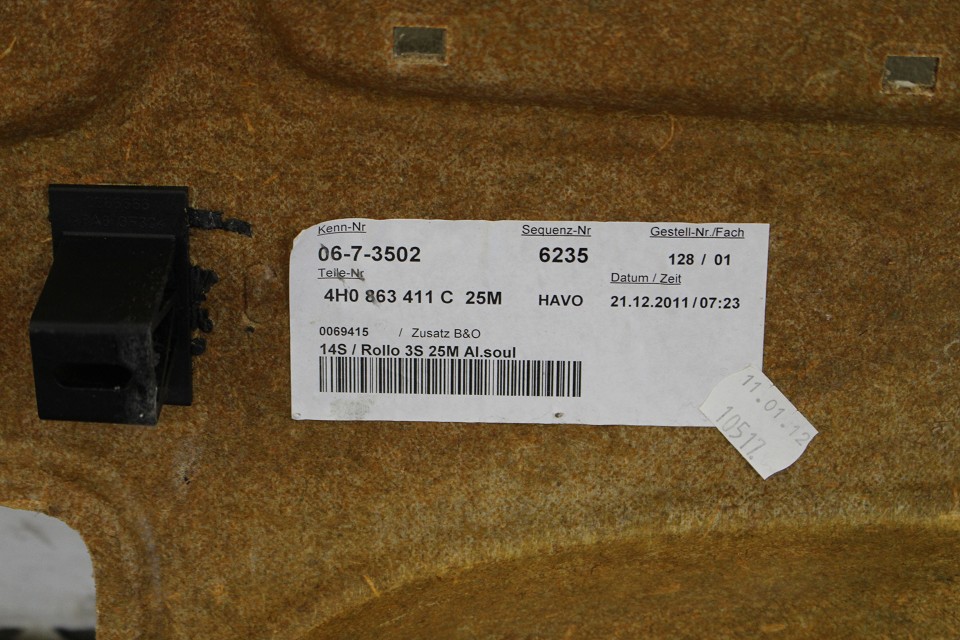 Kenn-Nr Sequenz-Nr Gestell-Nr./Fach
06-7-3502 6235 128 / 01
Teile-Nr Datum / Zeit
4H0 863 411 C 25M HAVO 21.12.2011 / 07:23
0069415 / Zusatz B&O
14S / Rollo 3S 25M Al.soul
11.01.12
10517